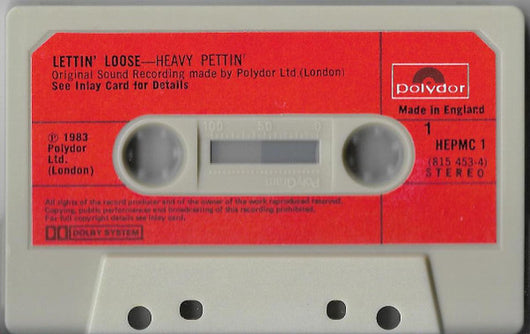 LETTIN' LOOSE—HEAVY PETTIN'
Original Sound Recording made by Polydor Ltd (London)
See Inlay Card for Details
polydor
Made in England
1
HEPMC 1
(815 453-4)
STEREO
℗ 1983
Polydor
Ltd.
(London)
100 50 0
PolyGram
All rights of the record producer and of the owner of the work reproduced reserved.
Copying, public performances and broadcasting of this recording prohibited.
For full copyright details see inlay card.
DOLBY SYSTEM